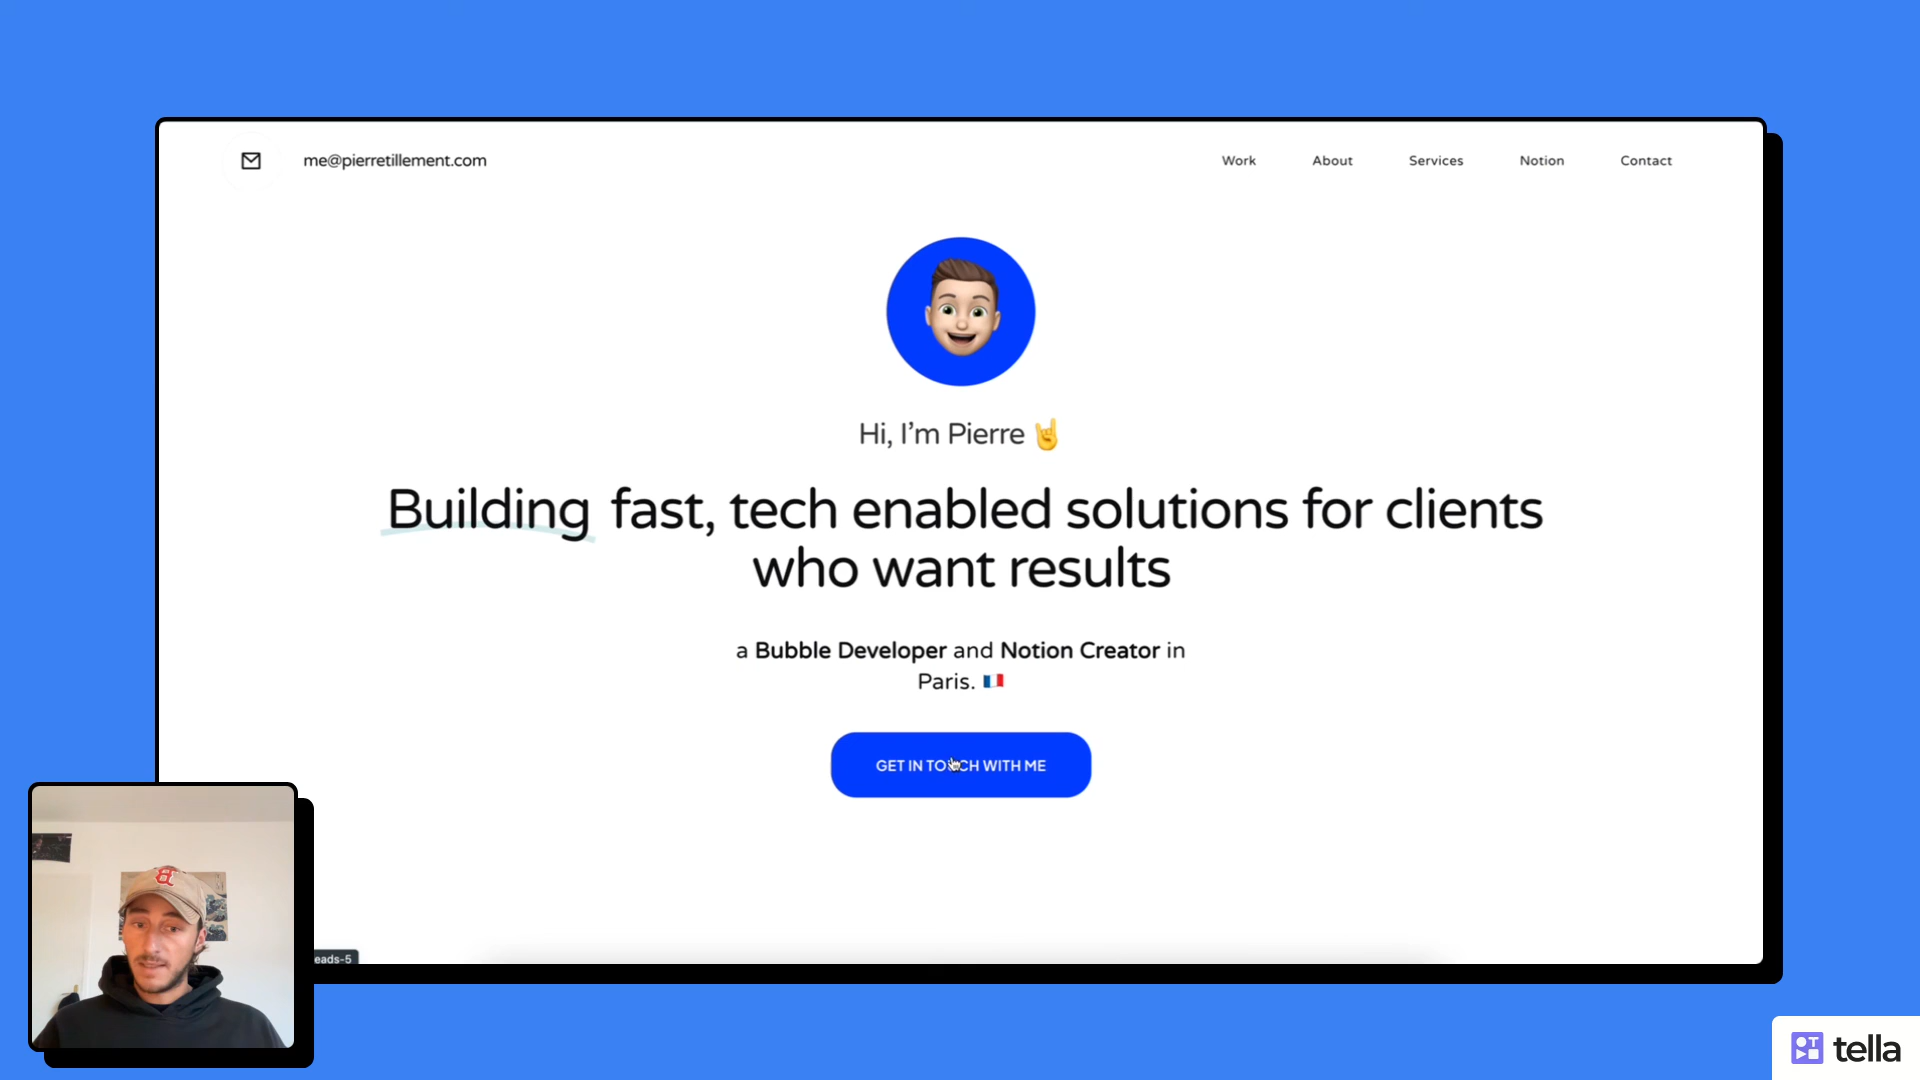 me@pierretillement.com
Work
About
Services
Notion
Contact
Hi, I'm Pierre 🤘
Building fast, tech enabled solutions for clients
who want results
a Bubble Developer and Notion Creator in
Paris. 🇫🇷
GET IN TOUCH WITH ME
eads-5
B
tella